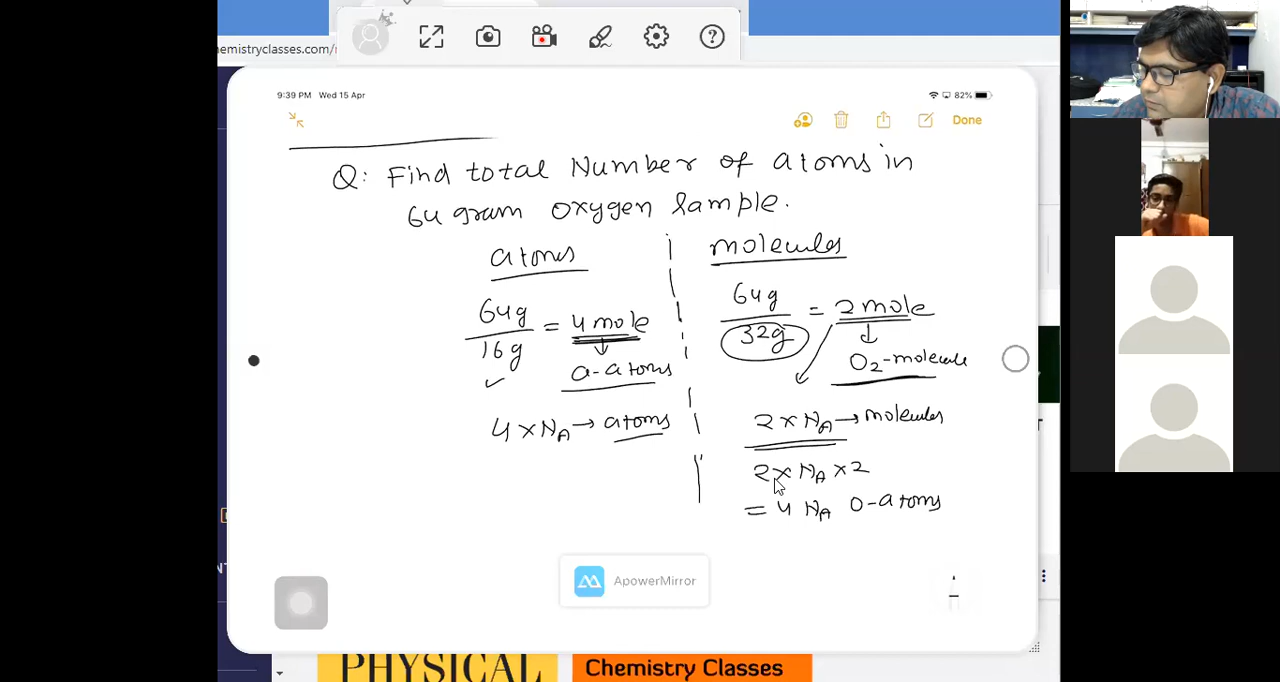 emistryclasses.com/
9:39 PM Wed 15 Apr
82%
Done
Q: Find total Number of atoms in
64 gram oxygen Sample.
atoms
molecules
64g
16g
= 4 mole
64g
32g
= 2 mole
O-atoms
O2-molecule
4 x NA → atoms
2 x NA → molecules
2 x NA x 2
= 4 NA O-atoms
ApowerMirror
PHYSICAL
Chemistry Classes